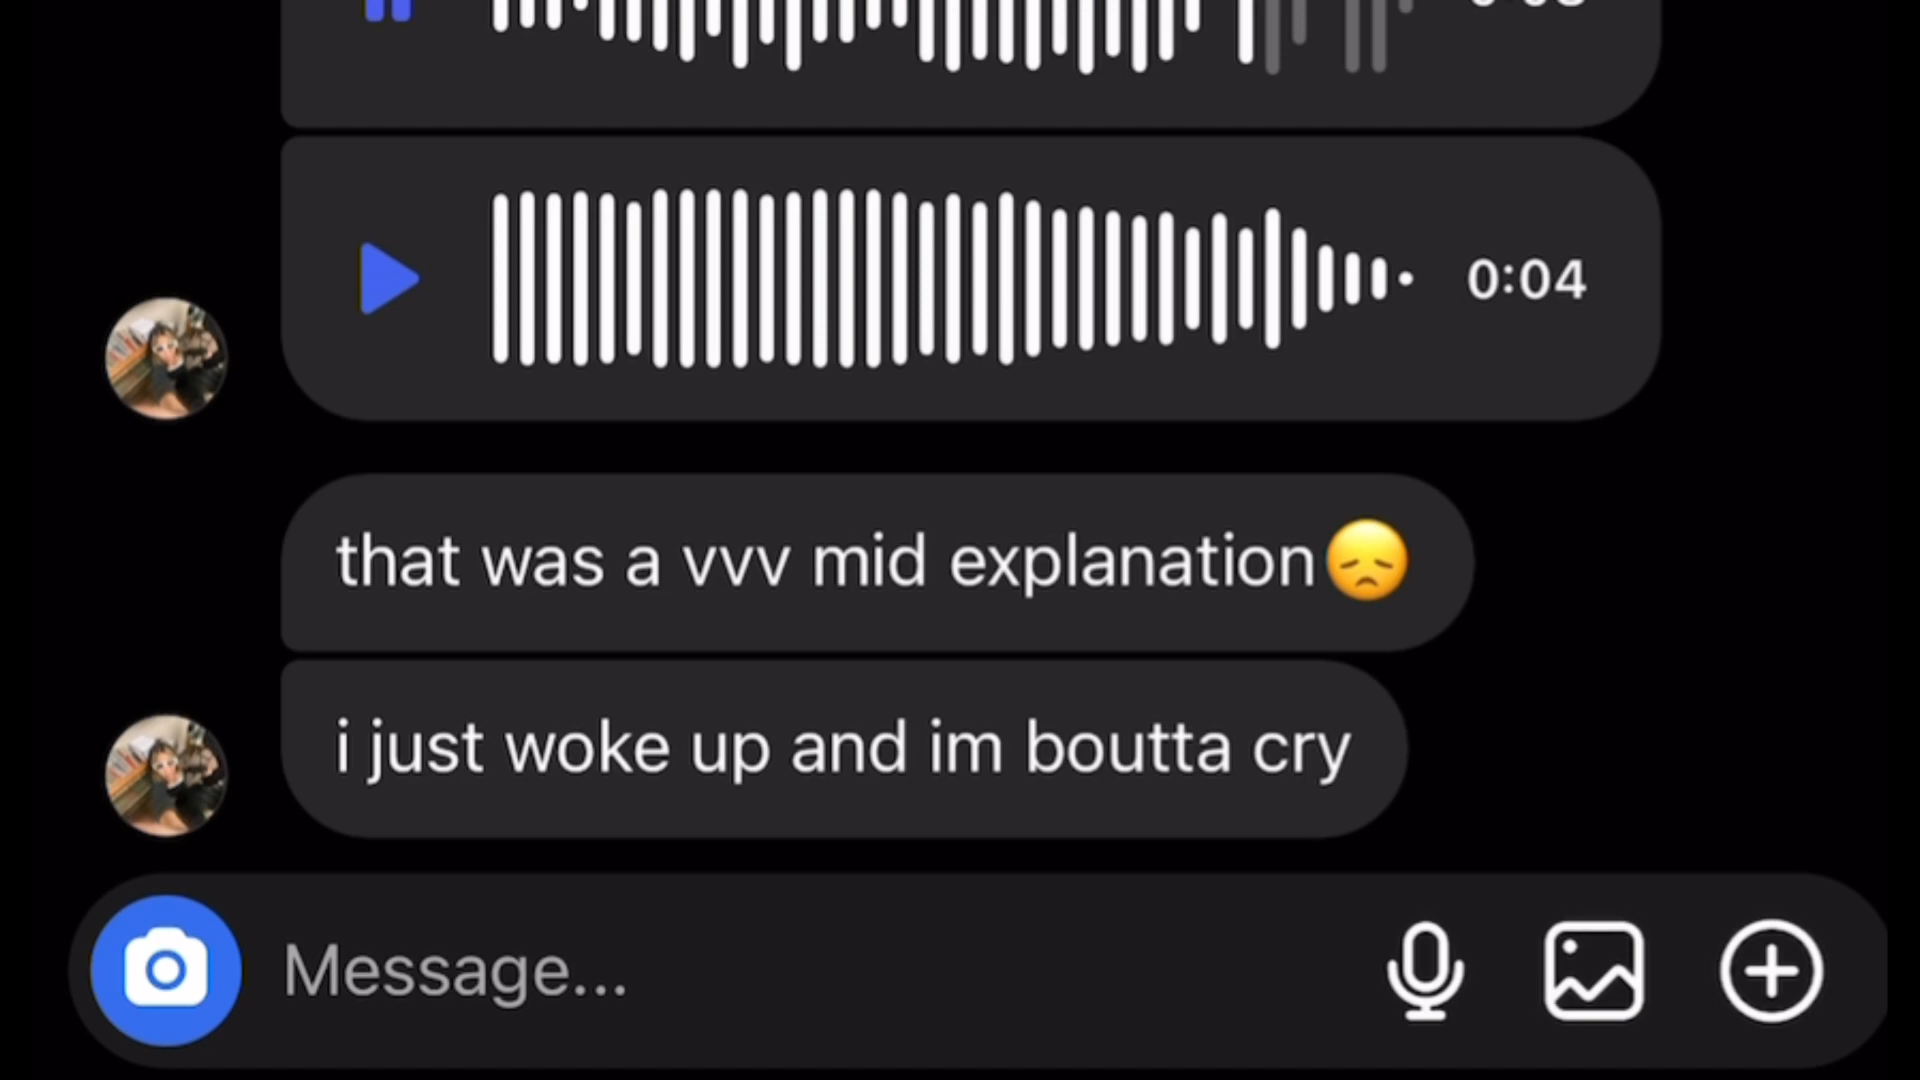 0:04
that was a vvv mid explanation😞
i just woke up and im boutta cry
Message...